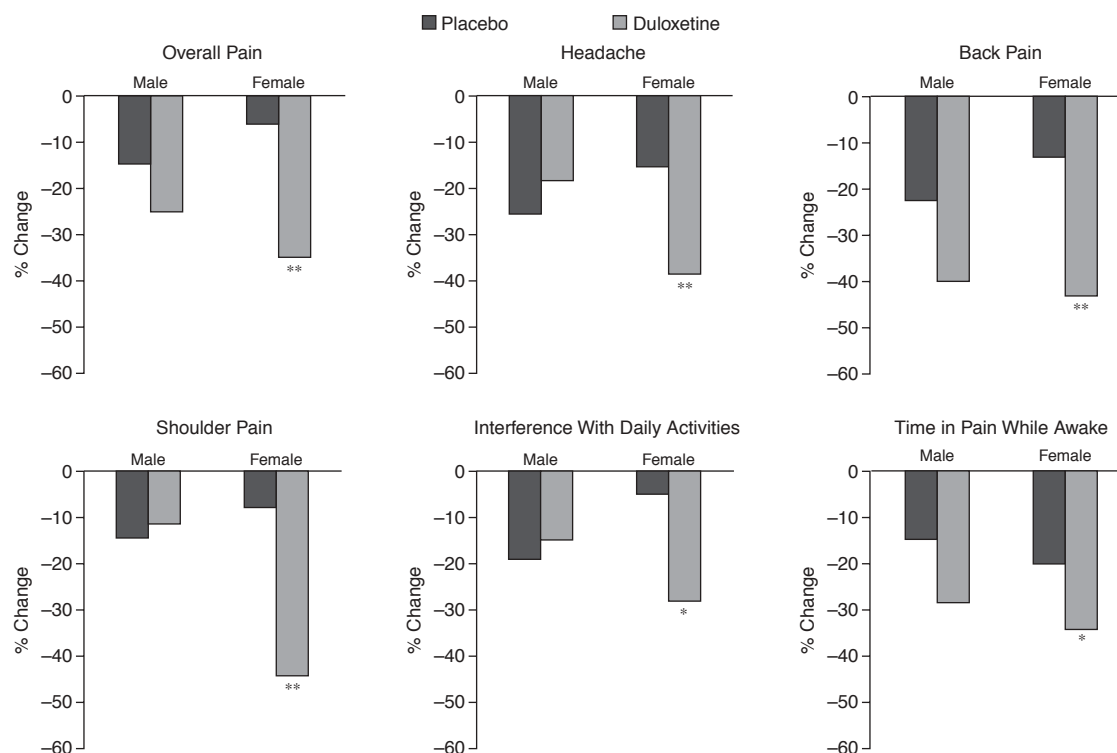 Placebo Duloxetine
Overall Pain
Male Female
0
–10
–20
–30
–40
–50
–60
% Change
**
Headache
Male Female
0
–10
–20
–30
–40
–50
–60
% Change
**
Back Pain
Male Female
0
–10
–20
–30
–40
–50
–60
% Change
**
Shoulder Pain
Male Female
0
–10
–20
–30
–40
–50
–60
% Change
**
Interference With Daily Activities
Male Female
0
–10
–20
–30
–40
–50
–60
% Change
*
Time in Pain While Awake
Male Female
0
–10
–20
–30
–40
–50
–60
% Change
*